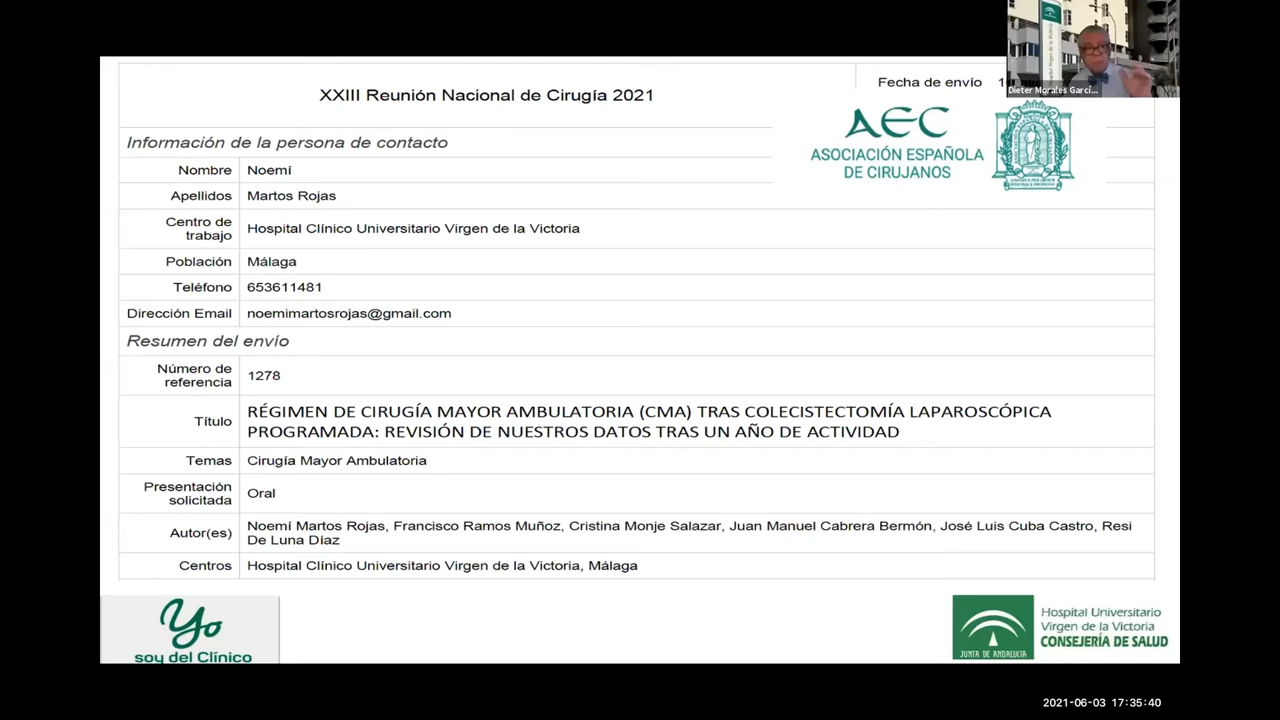 XXIII Reunión Nacional de Cirugía 2021
Fecha de envío
Dieter Morales Garcí...
AEC
ASOCIACIÓN ESPAÑOLA
DE CIRUJANOS
Información de la persona de contacto
Nombre Noemí
Apellidos Martos Rojas
Centro de
trabajo
Hospital Clínico Universitario Virgen de la Victoria
Población Málaga
Teléfono 653611481
Dirección Email noemimartosrojas@gmail.com
Resumen del envío
Número de
referencia
1278
Título
RÉGIMEN DE CIRUGÍA MAYOR AMBULATORIA (CMA) TRAS COLECISTECTOMÍA LAPAROSCÓPICA
PROGRAMADA: REVISIÓN DE NUESTROS DATOS TRAS UN AÑO DE ACTIVIDAD
Temas Cirugía Mayor Ambulatoria
Presentación
solicitada
Oral
Autor(es)
Noemí Martos Rojas, Francisco Ramos Muñoz, Cristina Monje Salazar, Juan Manuel Cabrera Bermón, José Luis Cuba Castro, Resi
De Luna Díaz
Centros Hospital Clínico Universitario Virgen de la Victoria, Málaga
Yo
soy del Clínico
JUNTA DE ANDALUCIA
Hospital Universitario
Virgen de la Victoria
CONSEJERÍA DE SALUD
2021-06-03 17:35:40